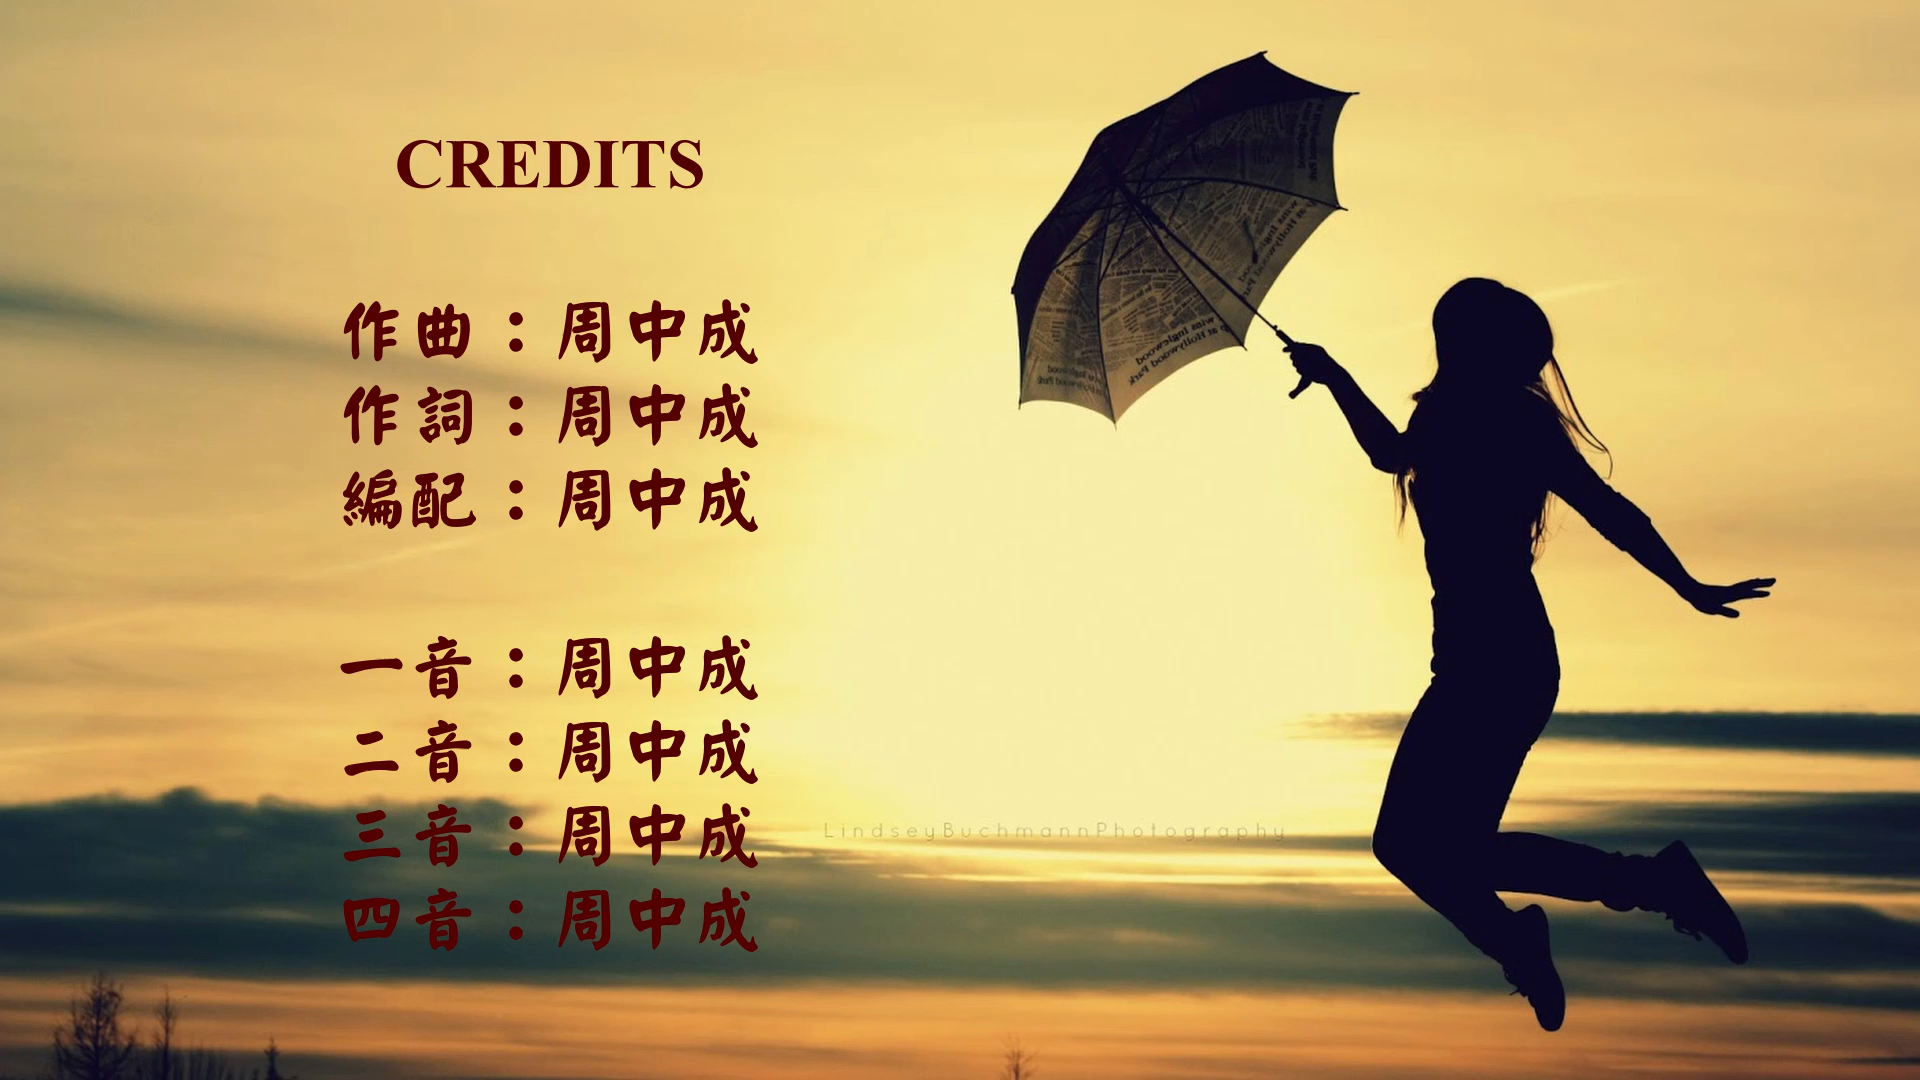 CREDITS
作曲：周中成
作詞：周中成
編配：周中成
一音：周中成
二音：周中成
三音：周中成
四音：周中成
LindseyBuchmannPhotography